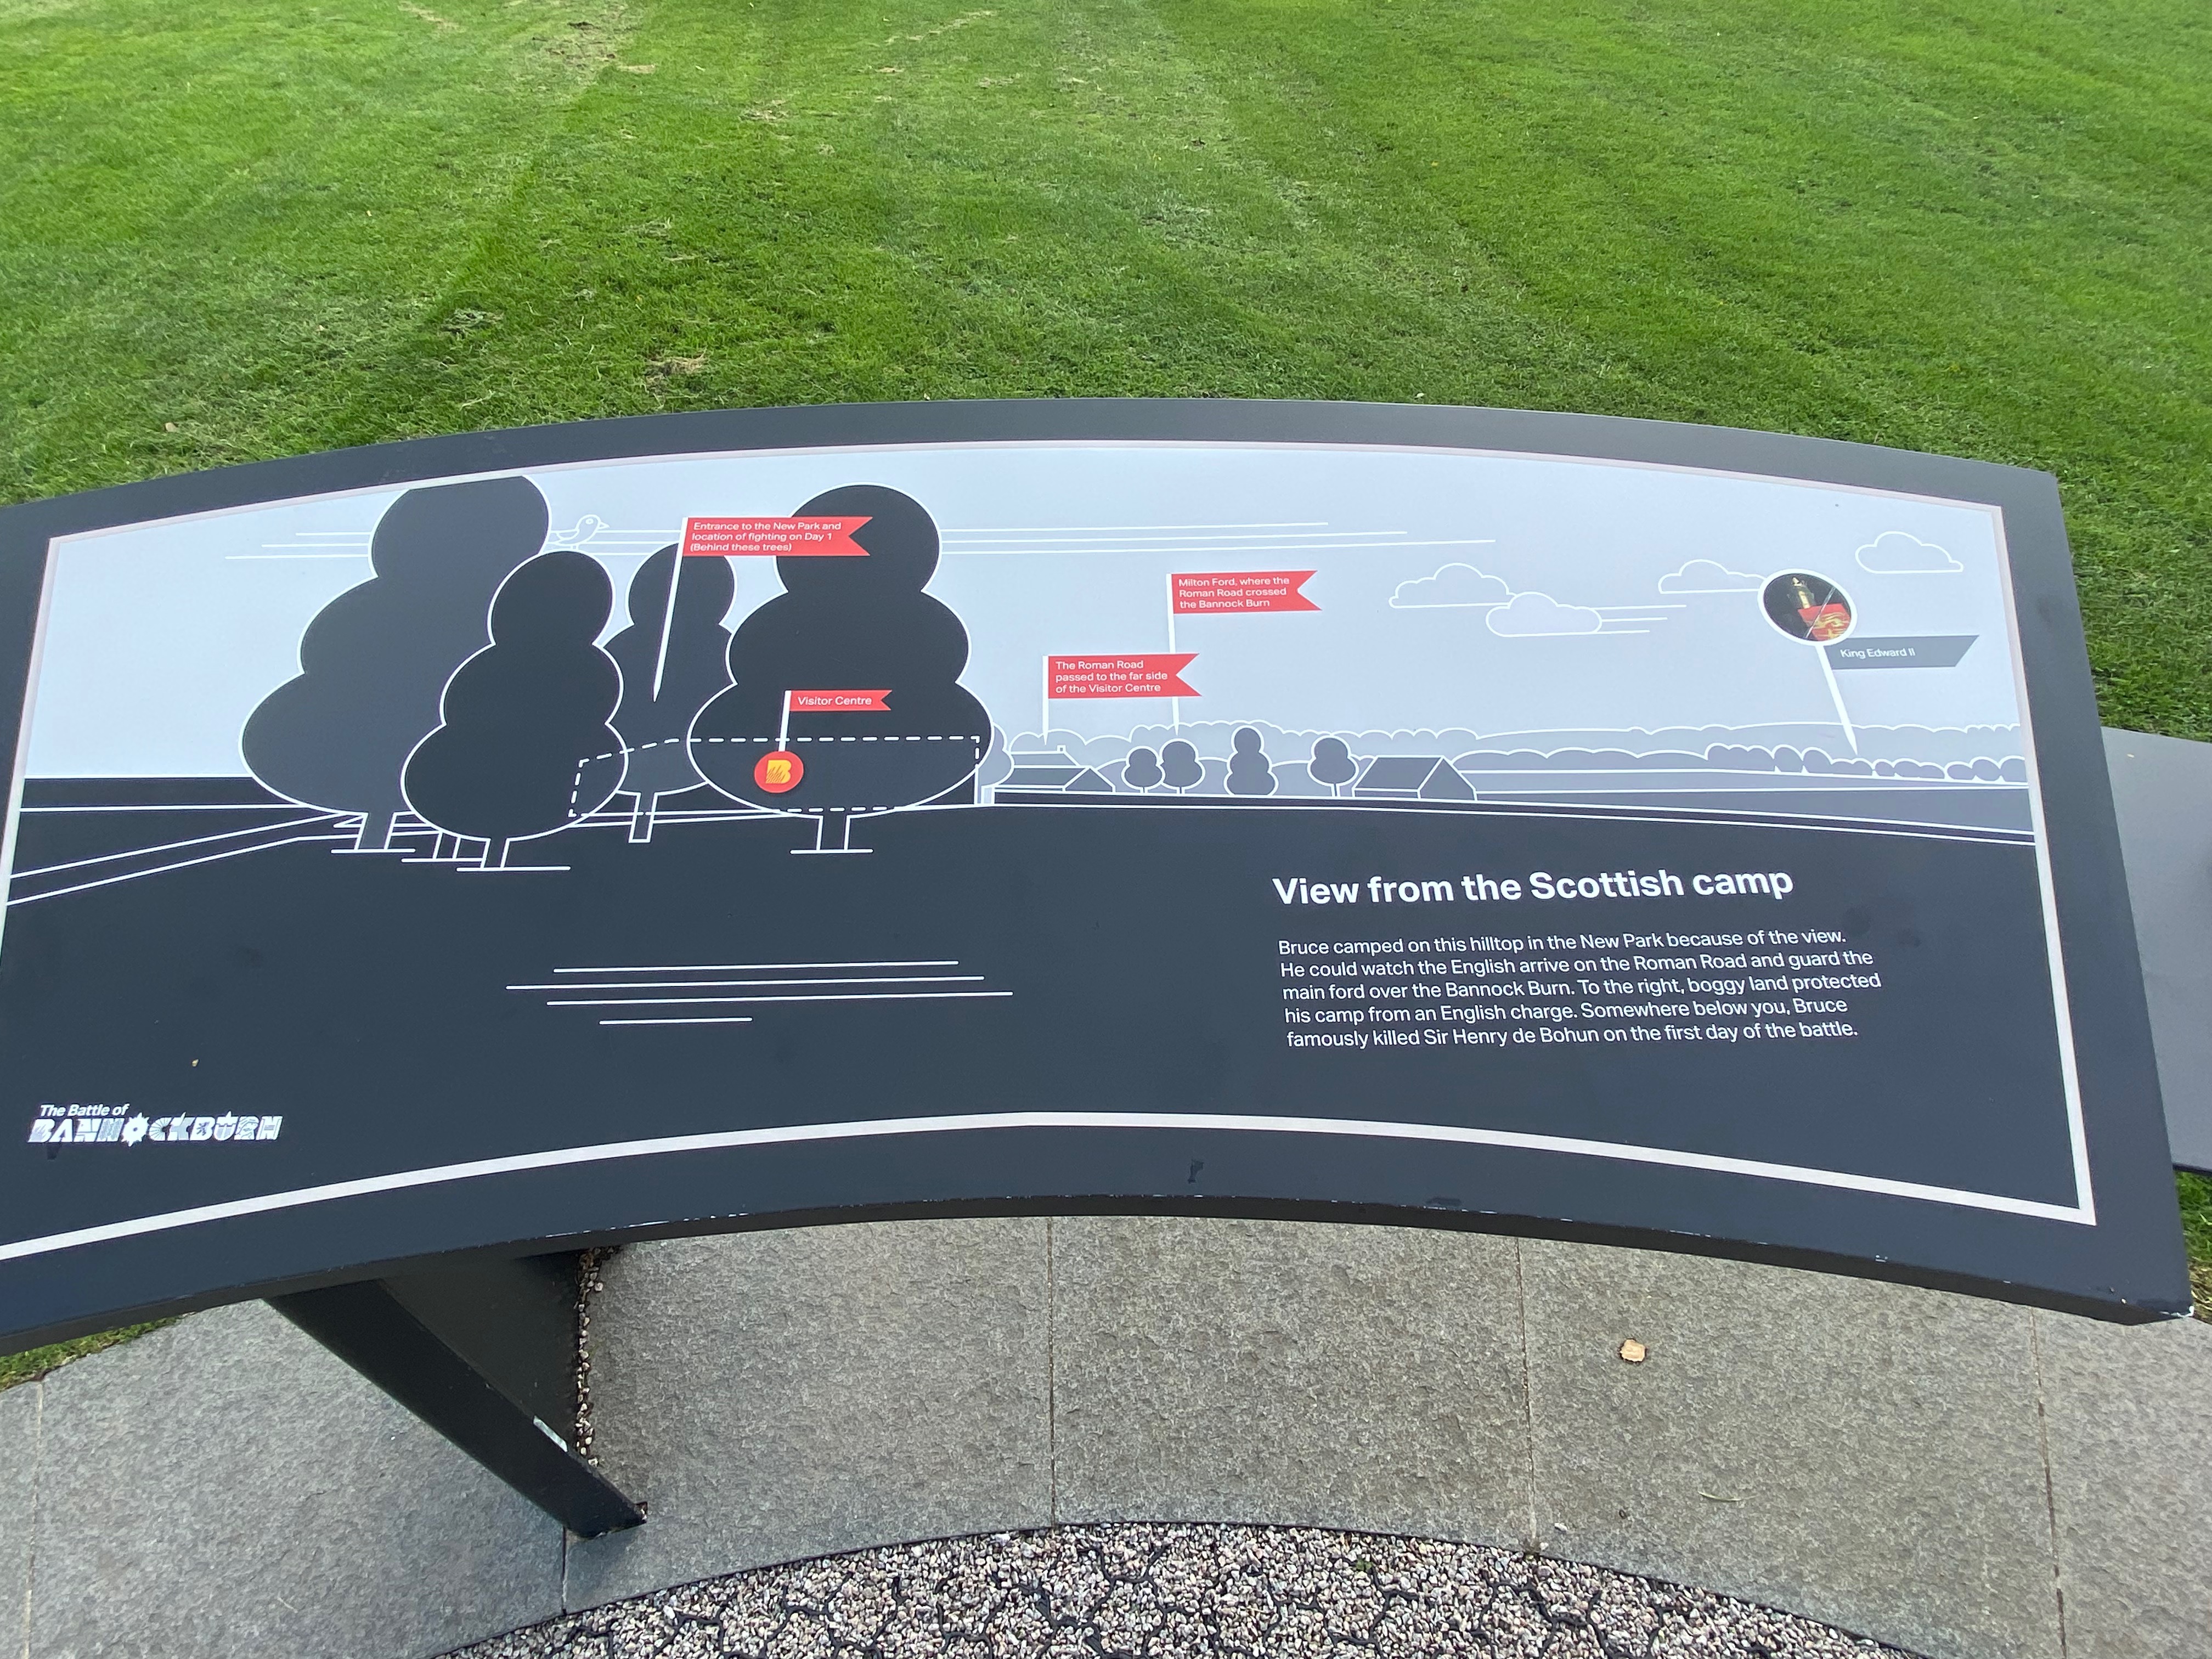 Entrance to the New Park and
location of fighting on Day 1
(Behind these trees)
Milton Ford, where the
Roman Road crossed
the Bannock Burn
King Edward II
The Roman Road
passed to the far side
of the Visitor Centre
Visitor Centre
B
View from the Scottish camp
Bruce camped on this hilltop in the New Park because of the view.
He could watch the English arrive on the Roman Road and guard the
main ford over the Bannock Burn. To the right, boggy land protected
his camp from an English charge. Somewhere below you, Bruce
famously killed Sir Henry de Bohun on the first day of the battle.
The Battle of
BANNOCKBURN